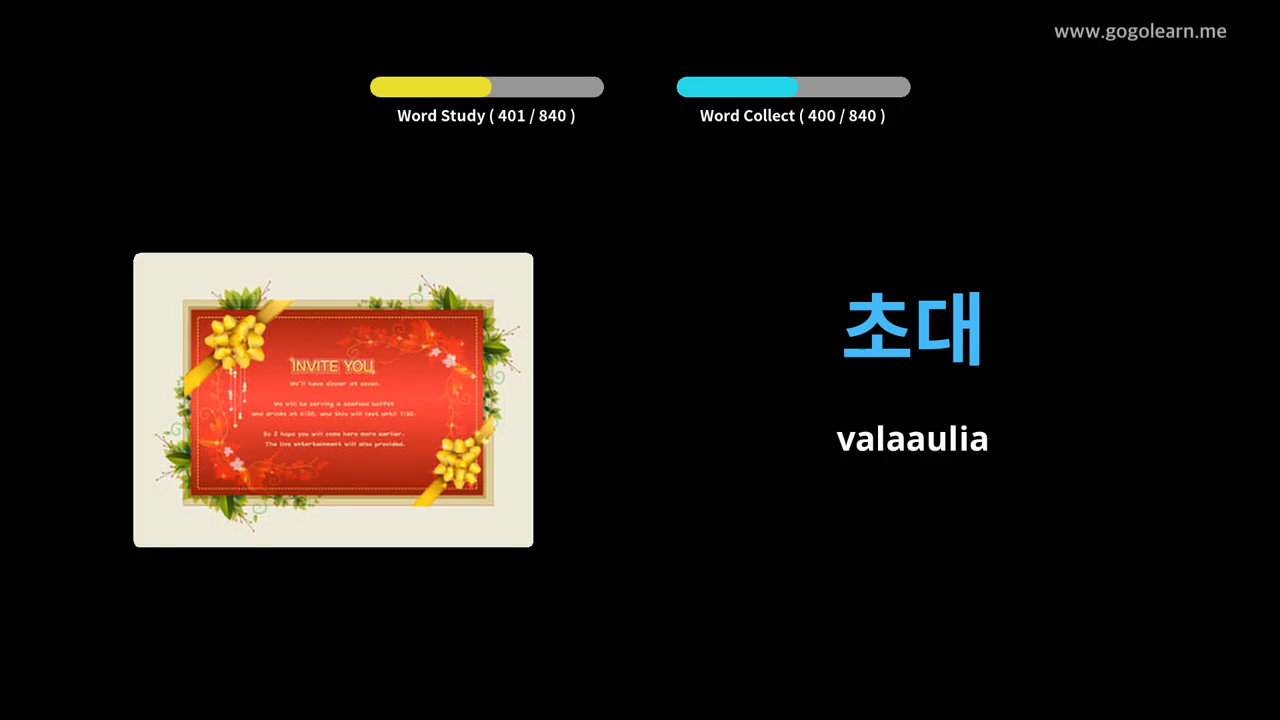 www.gogolearn.me
Word Study ( 401 / 840 )
Word Collect ( 400 / 840 )
INVITE YOU
We'll have dinner at seven.
We will be serving a seafood buffet
and drinks at 6:30, and this will last until 7:30.
So I hope you will come here more earlier.
The live entertainment will also provided.
초대
valaaulia